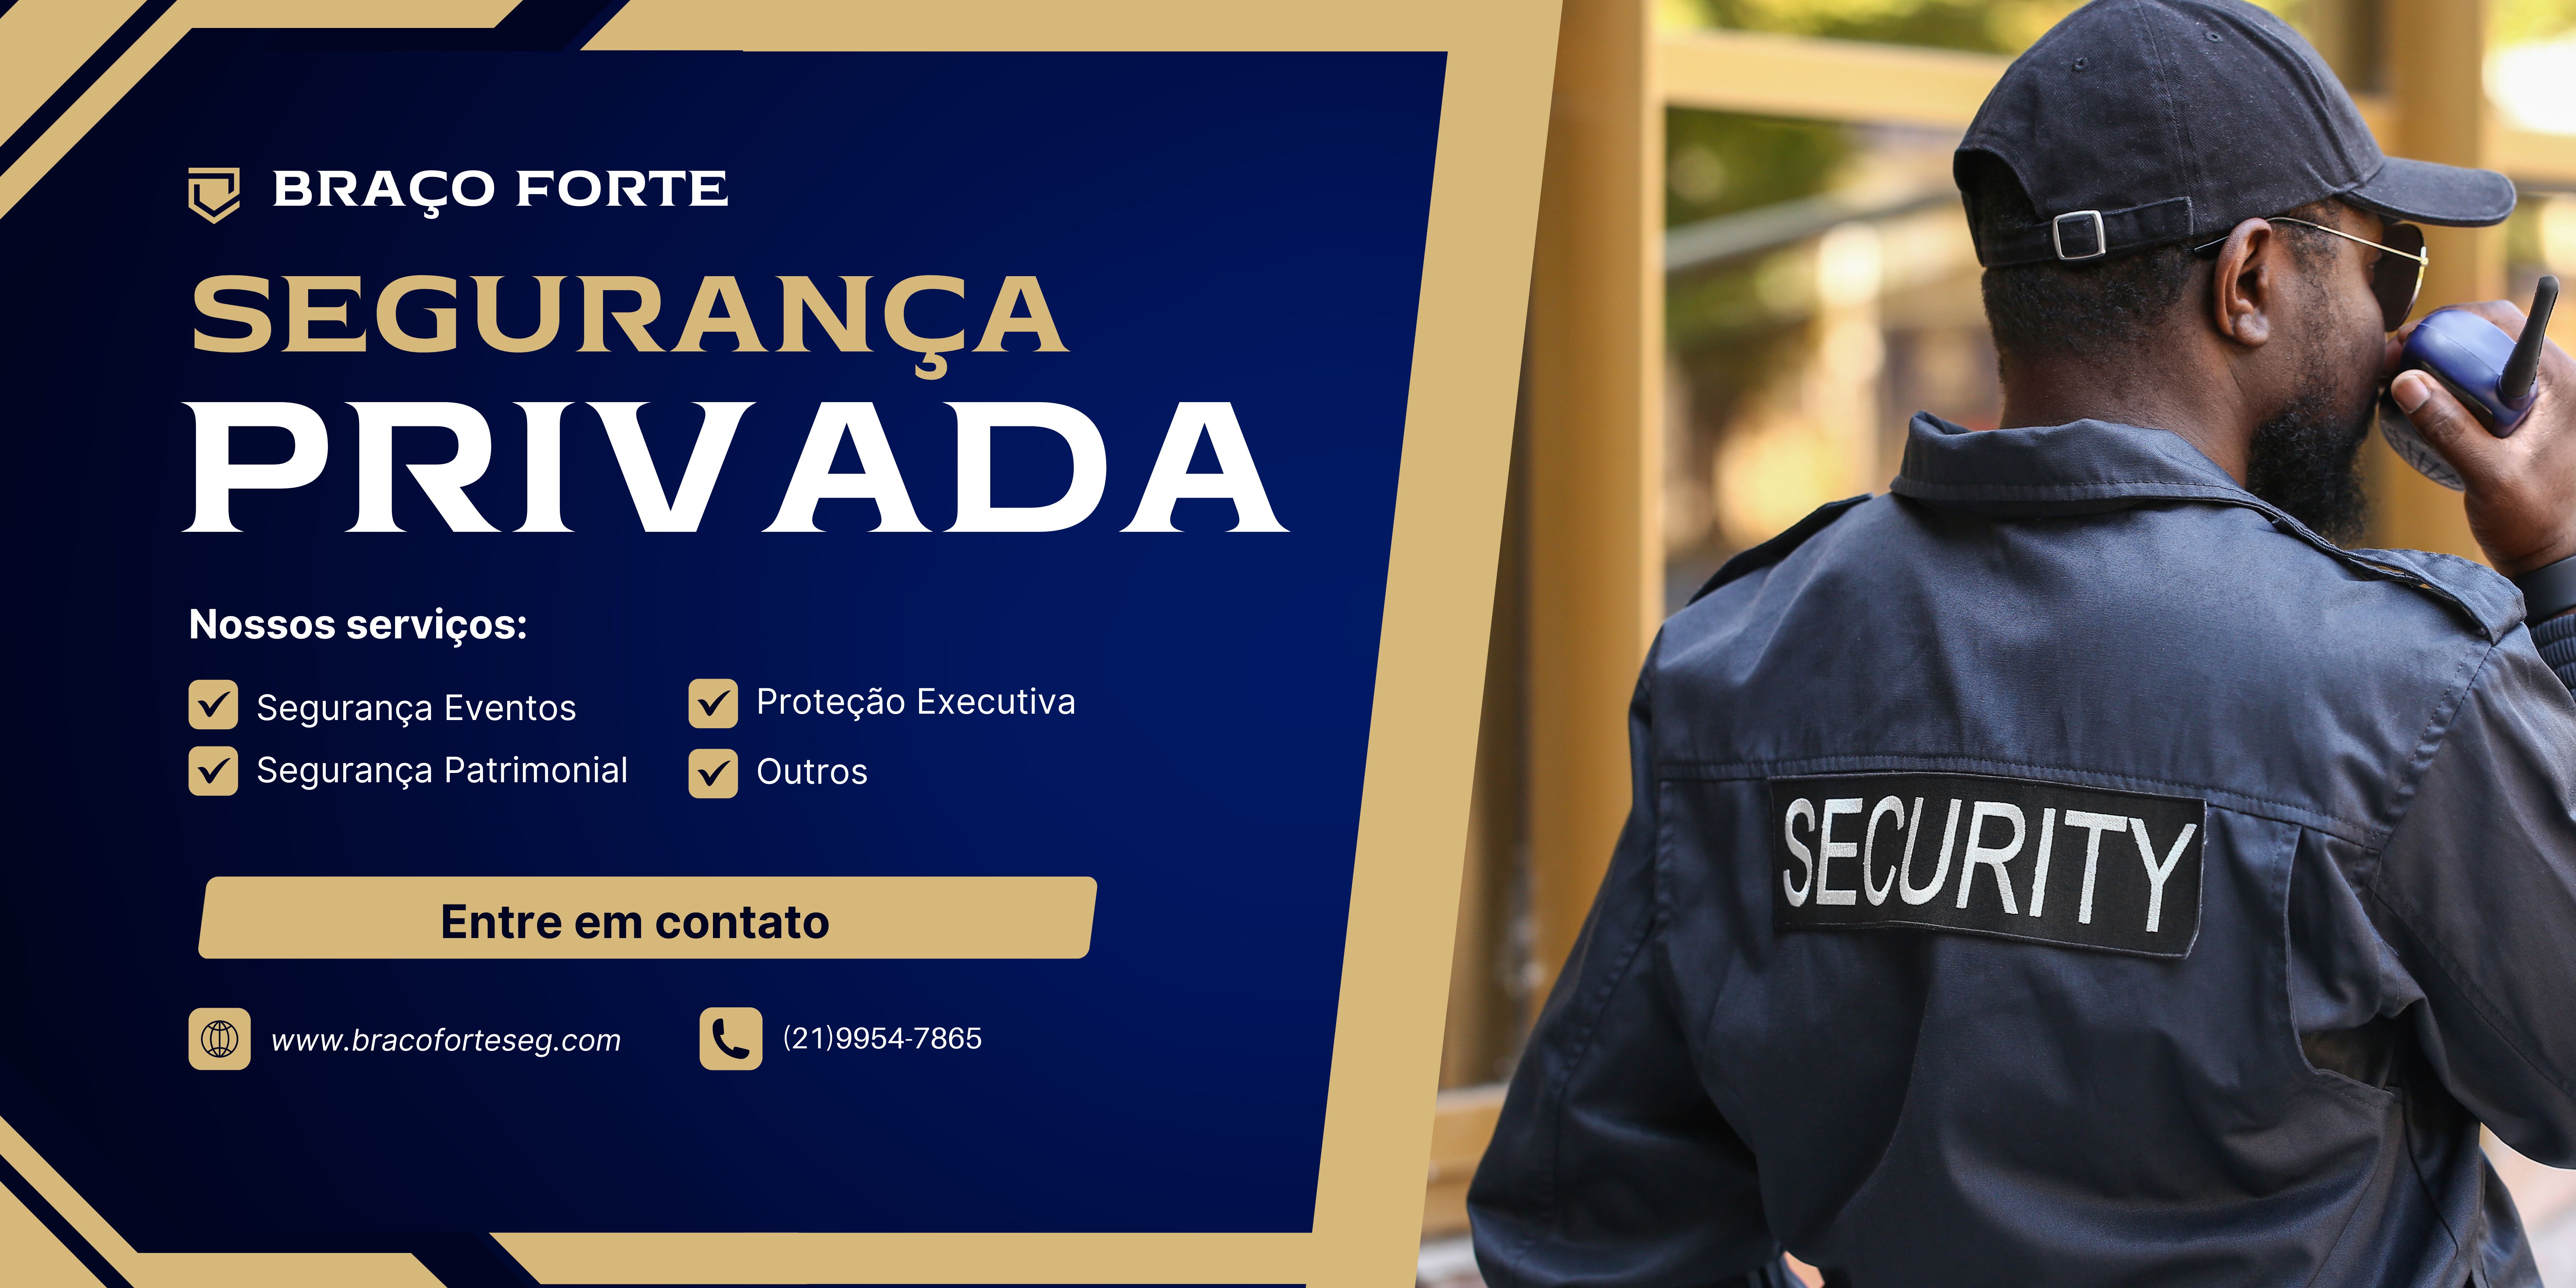 BRAÇO FORTE
SEGURANÇA
PRIVADA
Nossos serviços:
Segurança Eventos
Proteção Executiva
Segurança Patrimonial
Outros
Entre em contato
www.bracoforteseg.com
(21)9954-7865
SECURITY